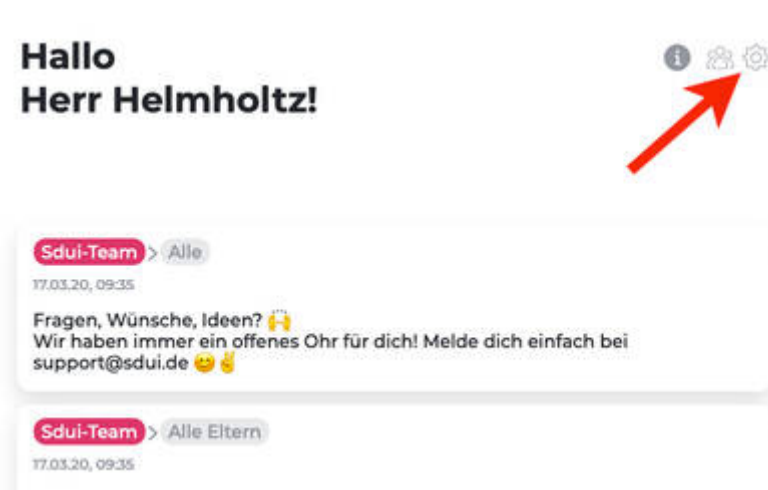 Hallo
Herr Helmholtz!
Sdui-Team > Alle
17.03.20, 09:35
Fragen, Wünsche, Ideen? 🙌
Wir haben immer ein offenes Ohr für dich! Melde dich einfach bei
support@sdui.de 😊✌️
Sdui-Team > Alle Eltern
17.03.20, 09:35